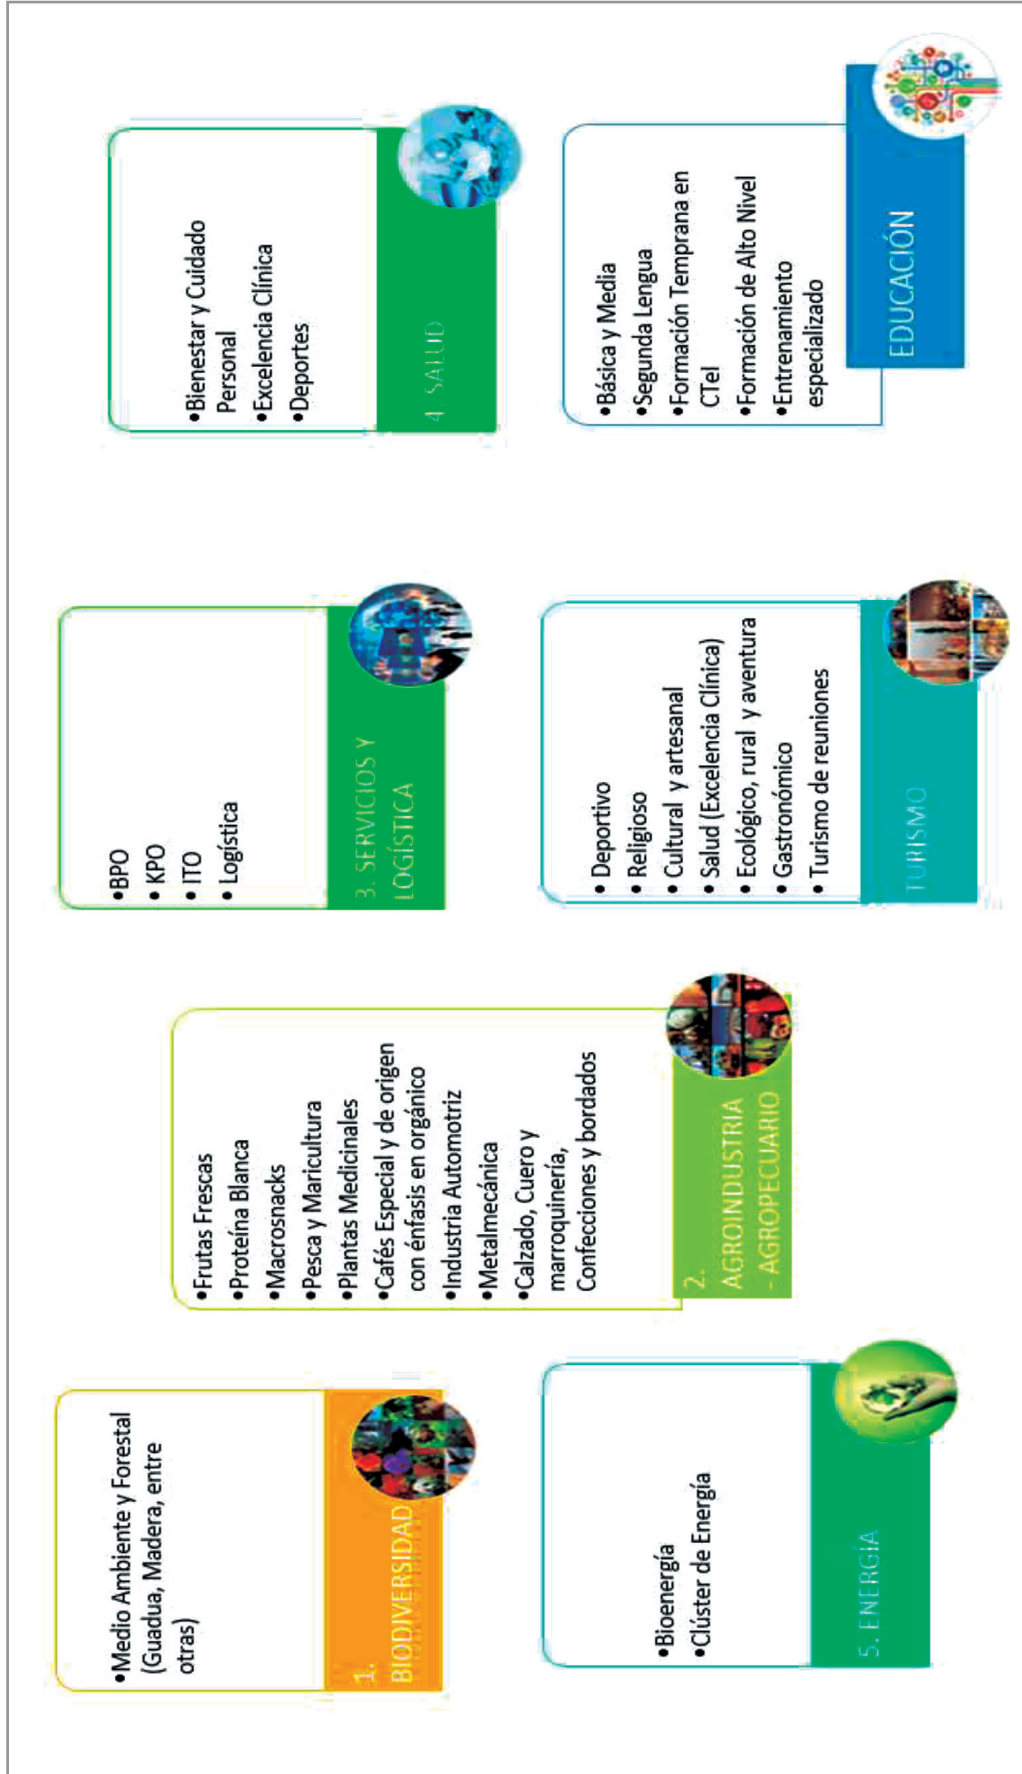 •Medio Ambiente y Forestal
(Guadua, Madera, entre
otras)
1.
BIODIVERSIDAD
•Frutas Frescas
•Proteína Blanca
•Macrosnacks
•Pesca y Maricultura
•Plantas Medicinales
•Cafés Especial y de origen
con énfasis en orgánico
•Industria Automotriz
•Metalmecánica
•Calzado, Cuero y
marroquinería,
Confecciones y bordados
2.
AGROINDUSTRIA
- AGROPECUARIO
•BPO
• KPO
• ITO
• Logística
3. SERVICIOS Y
LOGÍSTICA
•Bienestar y Cuidado
Personal
•Excelencia Clínica
•Deportes
4. SALUD
•Bioenergía
•Clúster de Energía
5. ENERGÍA
• Deportivo
• Religioso
• Cultural y artesanal
• Salud (Excelencia Clínica)
• Ecológico, rural y aventura
• Gastronómico
• Turismo de reuniones
TURISMO
•Básica y Media
•Segunda Lengua
•Formación Temprana en
CTeI
•Formación de Alto Nivel
•Entrenamiento
especializado
EDUCACIÓN